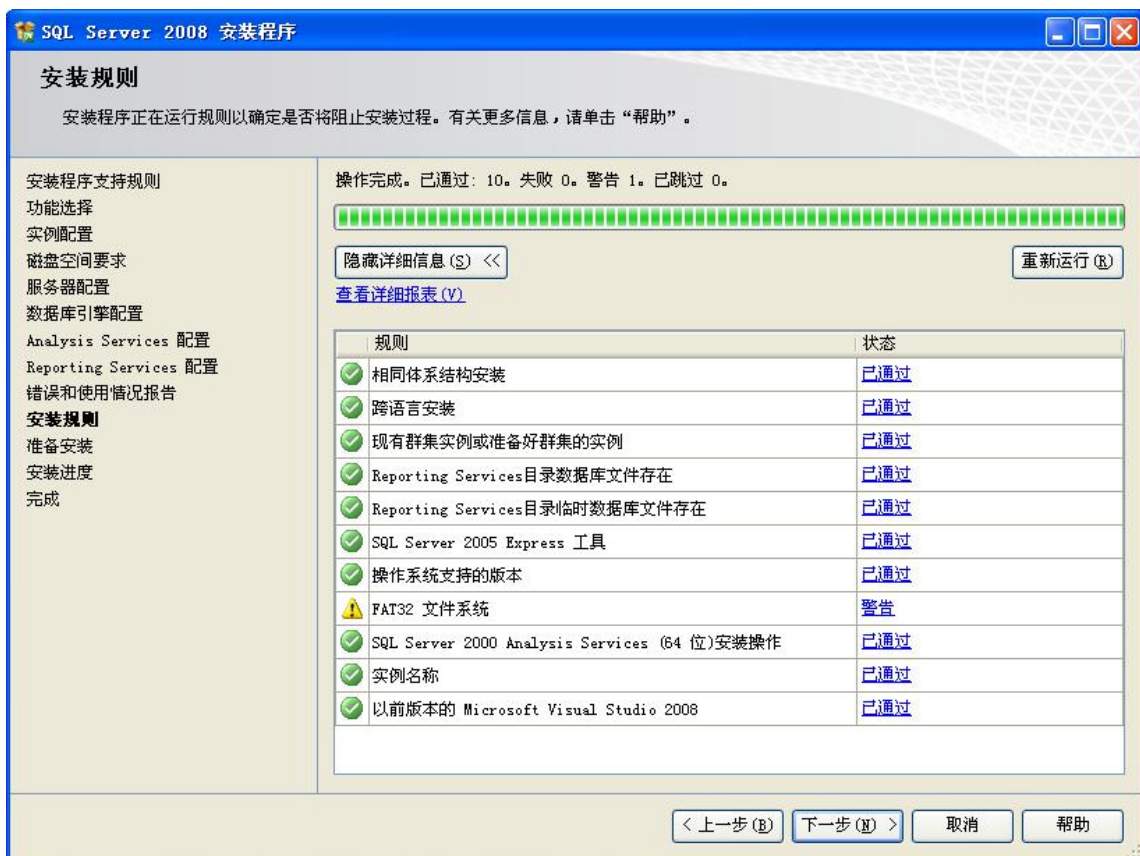 SQL Server 2008 安装程序
安装规则
安装程序正在运行规则以确定是否将阻止安装过程。有关更多信息,请单击“帮助”。
安装程序支持规则
功能选择
实例配置
磁盘空间要求
服务器配置
数据库引擎配置
Analysis Services 配置
Reporting Services 配置
错误和使用情况报告
安装规则
准备安装
安装进度
完成
操作完成。已通过: 10。失败 0。警告 1。已跳过 0。
隐藏详细信息(S) <<
重新运行(R)
查看详细报表(V)
规则 状态
相同体系结构安装 已通过
跨语言安装 已通过
现有群集实例或准备好群集的实例 已通过
Reporting Services目录数据库文件存在 已通过
Reporting Services目录临时数据库文件存在 已通过
SQL Server 2005 Express 工具 已通过
操作系统支持的版本 已通过
FAT32 文件系统 警告
SQL Server 2000 Analysis Services (64 位)安装操作 已通过
实例名称 已通过
以前版本的 Microsoft Visual Studio 2008 已通过
< 上一步(B) 下一步(N) > 取消 帮助